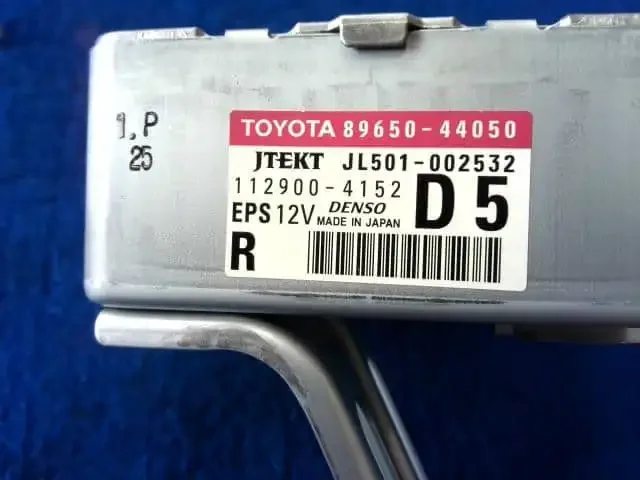 1.P
25
TOYOTA 89650-44050
JTEKT JL501-002532
112900-4152 D5
EPS 12V DENSO MADE IN JAPAN
R